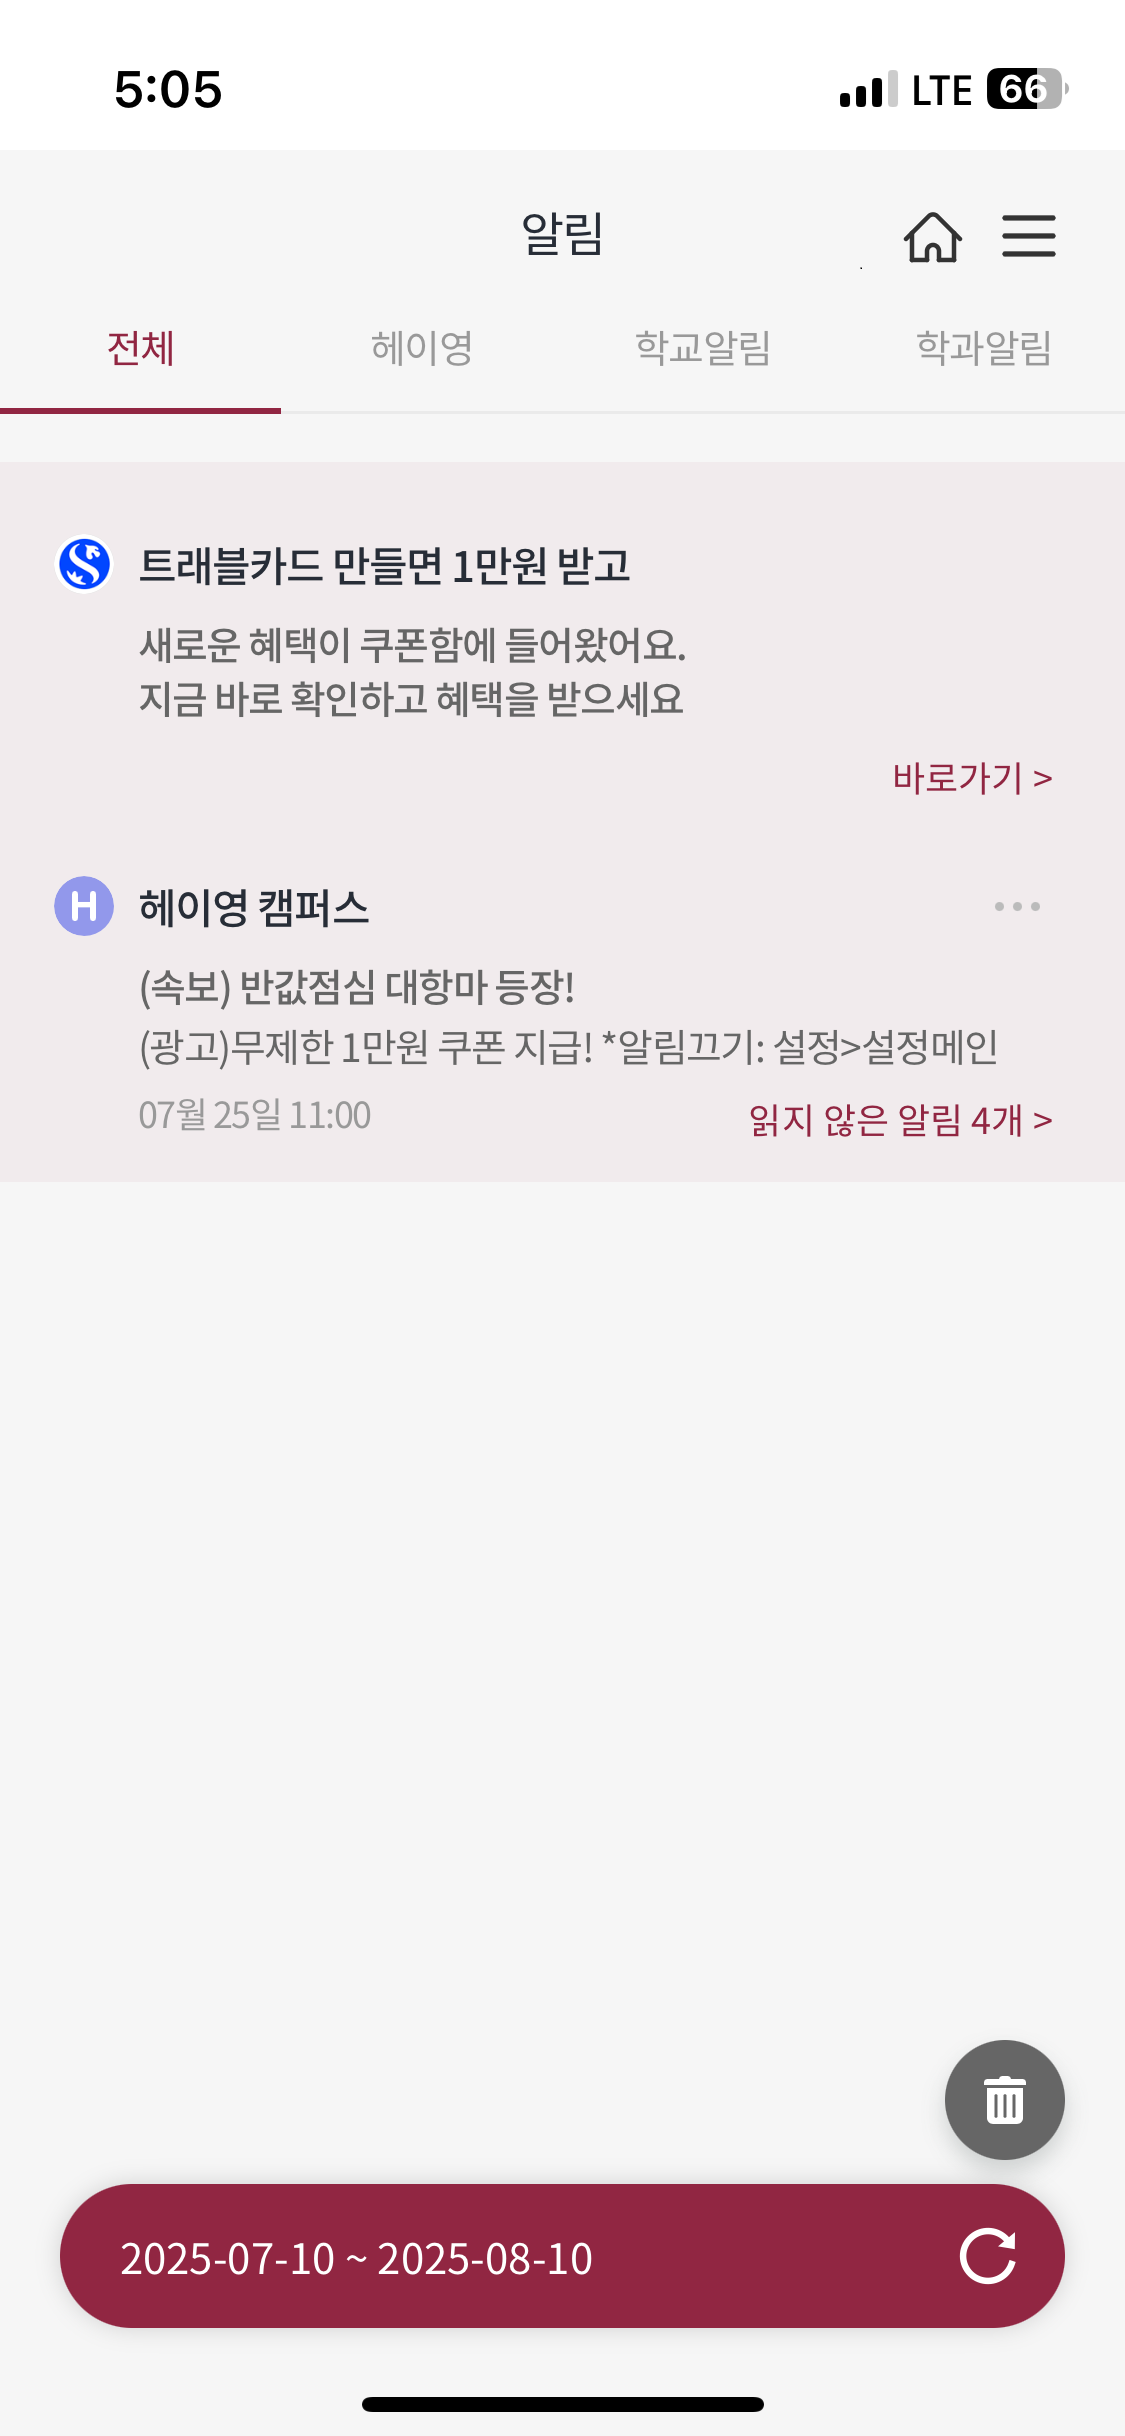 5:05
LTE 66
알림
전체 헤이영 학교알림 학과알림
트래블카드 만들면 1만원 받고
새로운 혜택이 쿠폰함에 들어왔어요.
지금 바로 확인하고 혜택을 받으세요
바로가기 >
H 헤이영 캠퍼스
(속보) 반값점심 대항마 등장!
(광고)무제한 1만원 쿠폰 지급! *알림끄기: 설정>설정메인
07월 25일 11:00
읽지 않은 알림 4개 >
2025-07-10 ~ 2025-08-10